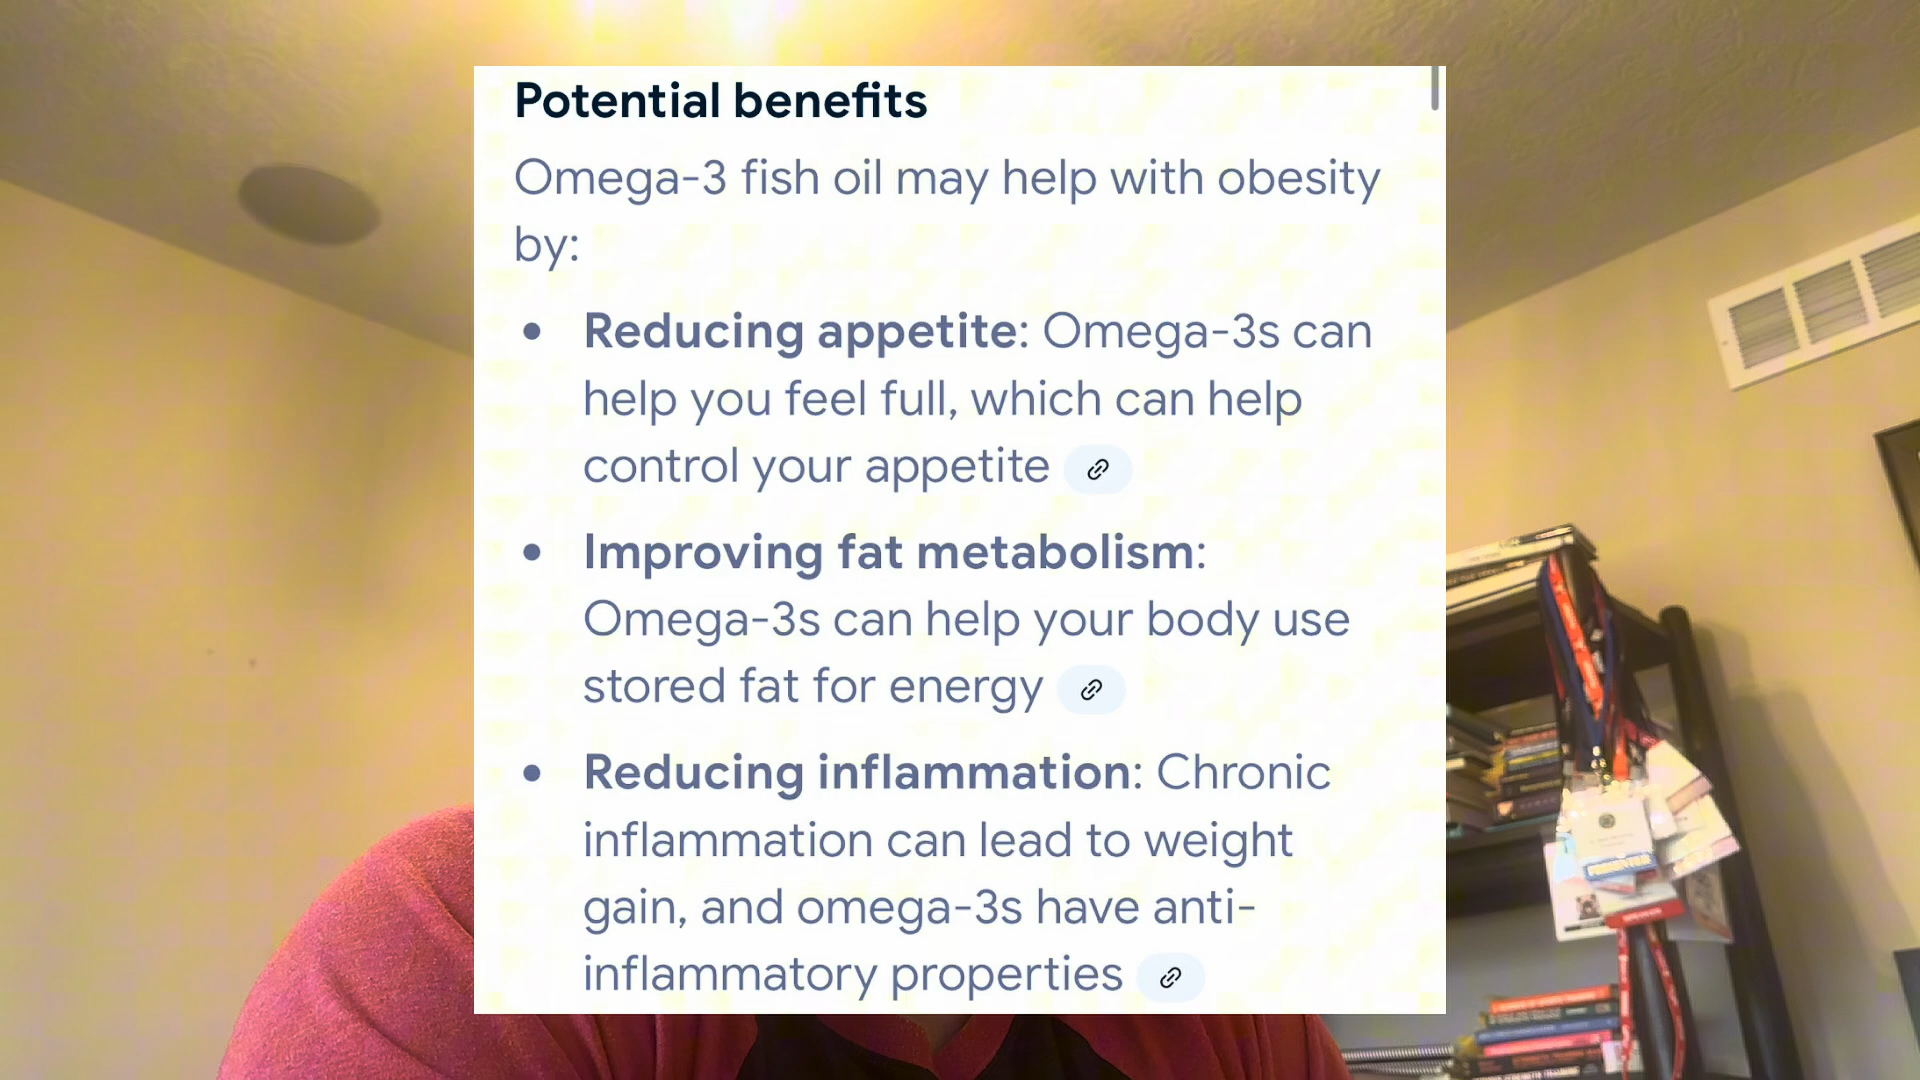 Potential benefits
Omega-3 fish oil may help with obesity
by:
• Reducing appetite: Omega-3s can
help you feel full, which can help
control your appetite
• Improving fat metabolism:
Omega-3s can help your body use
stored fat for energy
• Reducing inflammation: Chronic
inflammation can lead to weight
gain, and omega-3s have anti-
inflammatory properties